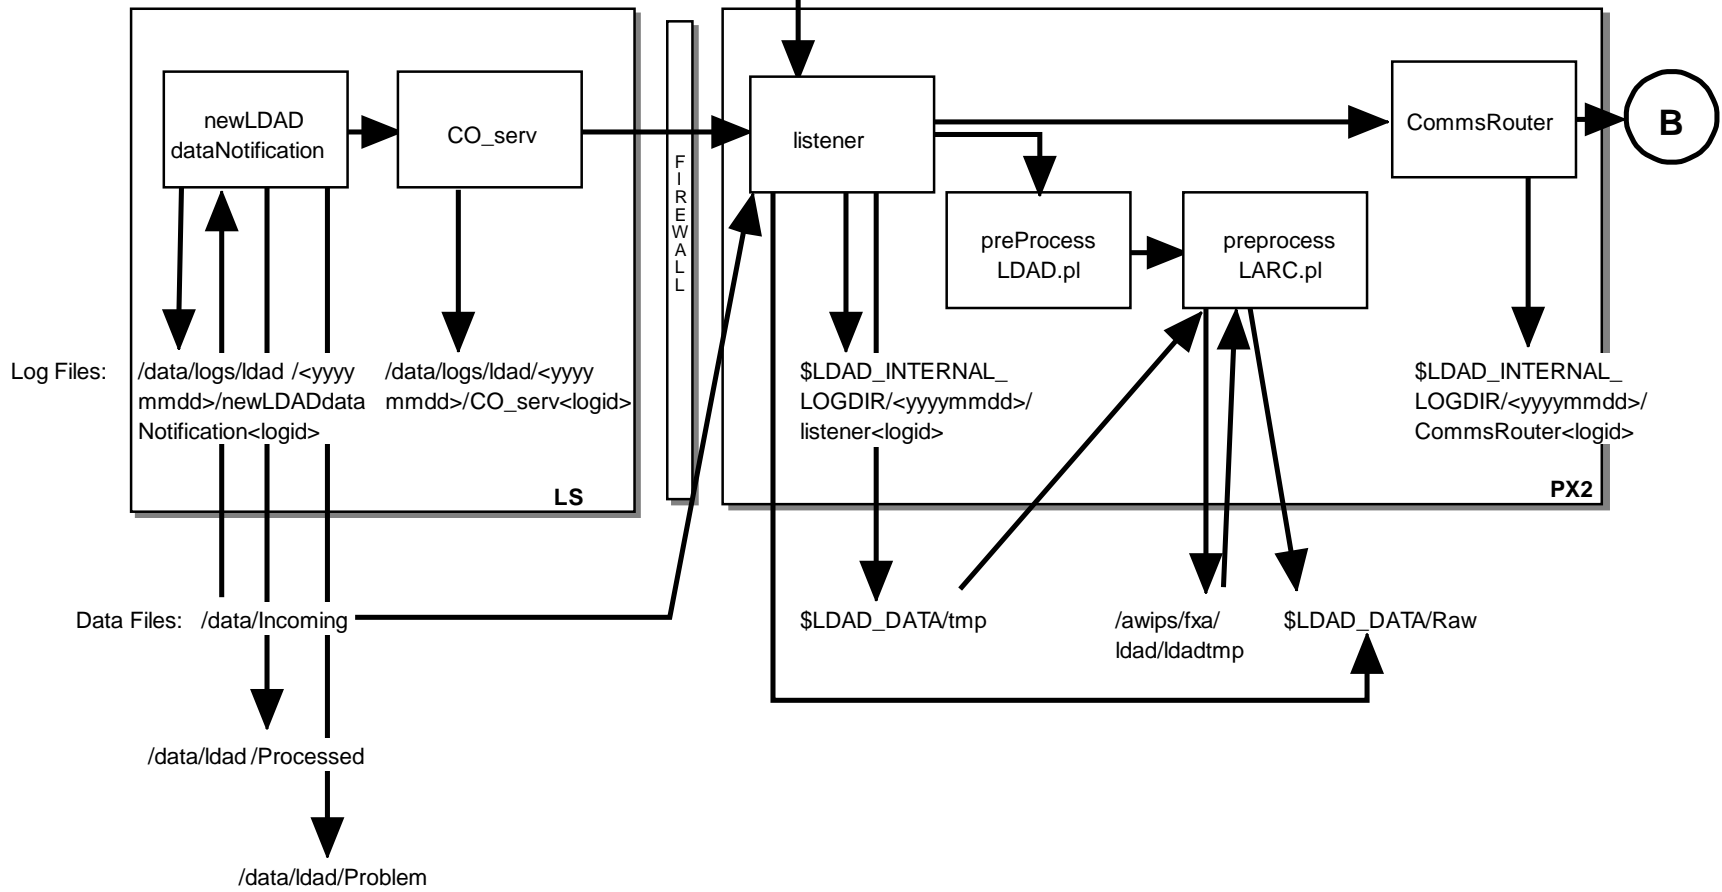 newLDAD
dataNotification
CO_serv
FIREWALL
listener
CommsRouter
B
preProcess
LDAD.pl
preprocess
LARC.pl
Log Files:
/data/logs/ldad /<yyyy
mmdd>/newLDADdata
Notification<logid>
/data/logs/ldad/<yyyy
mmdd>/CO_serv<logid>
$LDAD_INTERNAL_
LOGDIR/<yyyymmdd>/
listener<logid>
$LDAD_INTERNAL_
LOGDIR/<yyyymmdd>/
CommsRouter<logid>
LS
PX2
Data Files:
/data/Incoming
$LDAD_DATA/tmp
/awips/fxa/
ldad/ldadtmp
$LDAD_DATA/Raw
/data/ldad /Processed
/data/ldad/Problem